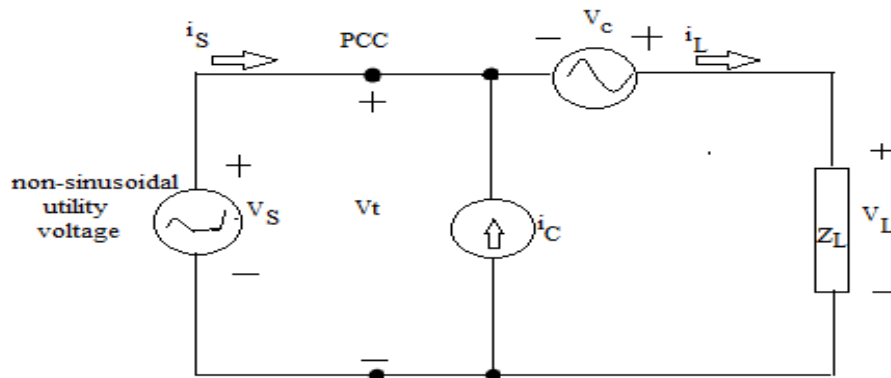 i_S
PCC
V_c
i_L
− +
+
+
+
non-sinusoidal
utility
voltage
V_S
Vt
i_C
Z_L
V_L
−
−
−